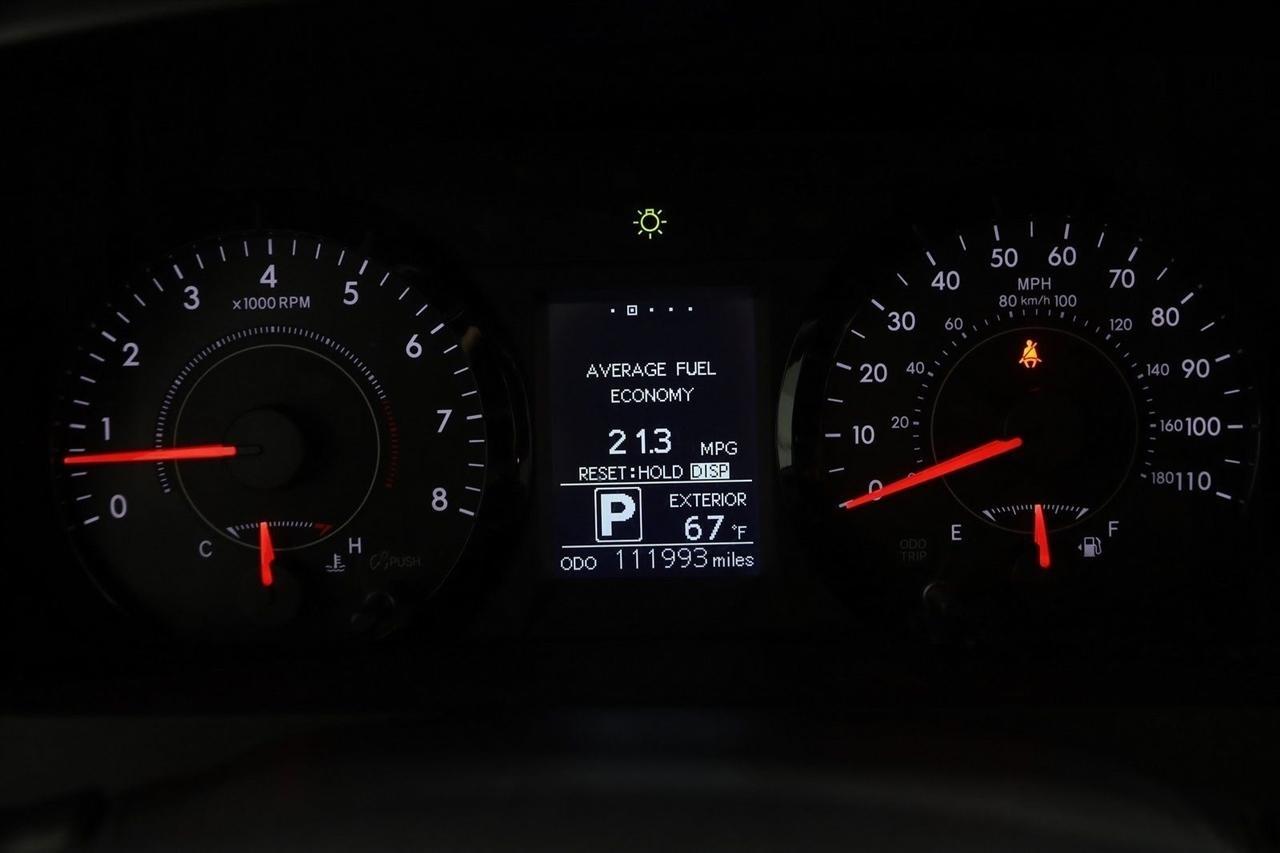 0
1
2
3
4
5
6
7
8
x1000 RPM
C
H
PUSH
AVERAGE FUEL
ECONOMY
21.3 MPG
RESET:HOLD DISP
P
EXTERIOR
67 °F
ODO 111993 miles
0
10
20
30
40
50
60
70
80
90
100
110
MPH
80 km/h 100
0
20
40
60
120
140
160
180
ODO
TRIP
E
F